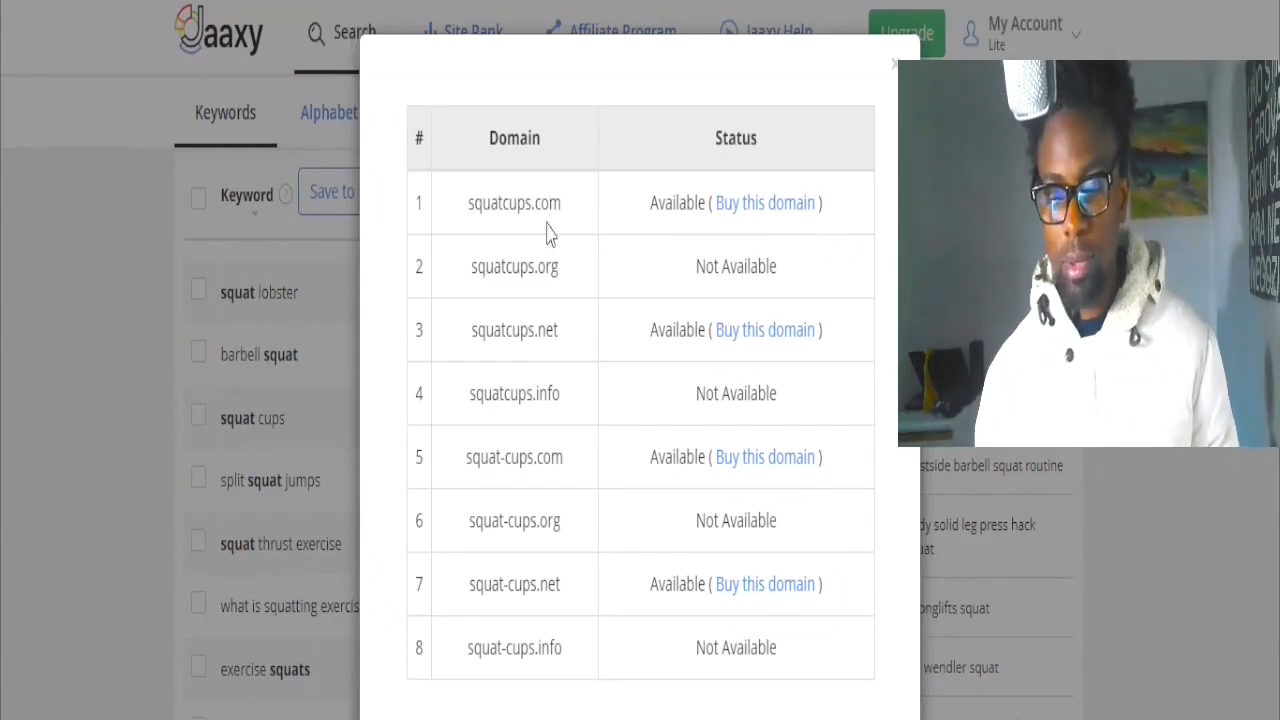 Jaaxy
Search
Site Rank
Affiliate Program
Jaaxy Help
Upgrade
My Account
Lite
Keywords
Alphabet
Keyword
Save to
# Domain Status
1 squatcups.com Available ( Buy this domain )
2 squatcups.org Not Available
3 squatcups.net Available ( Buy this domain )
4 squatcups.info Not Available
5 squat-cups.com Available ( Buy this domain )
6 squat-cups.org Not Available
7 squat-cups.net Available ( Buy this domain )
8 squat-cups.info Not Available
squat lobster
barbell squat
squat cups
split squat jumps
squat thrust exercise
what is squatting exercis
exercise squats
stside barbell squat routine
dy solid leg press hack
uat
onglifts squat
wendler squat